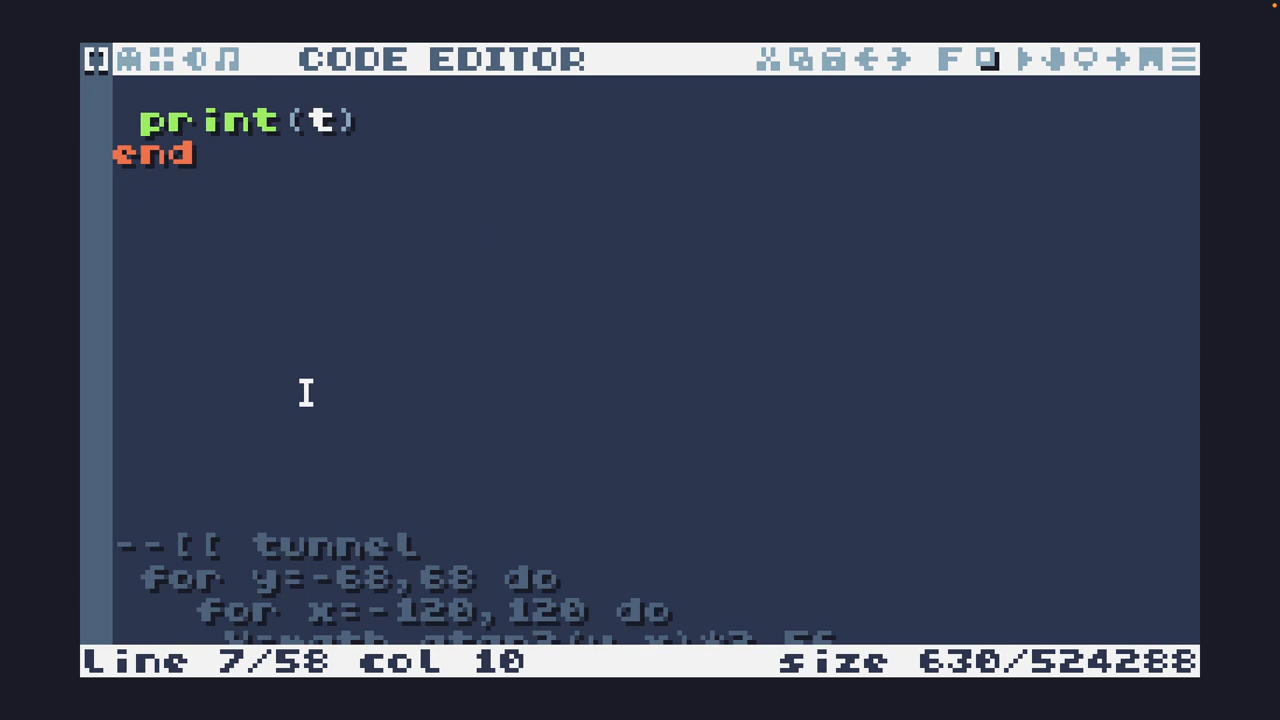 CODE EDITOR
print(t)
end
--[[ tunnel
for y=-68,68 do
for x=-120,120 do
line 7/58 col 10
size 630/524288